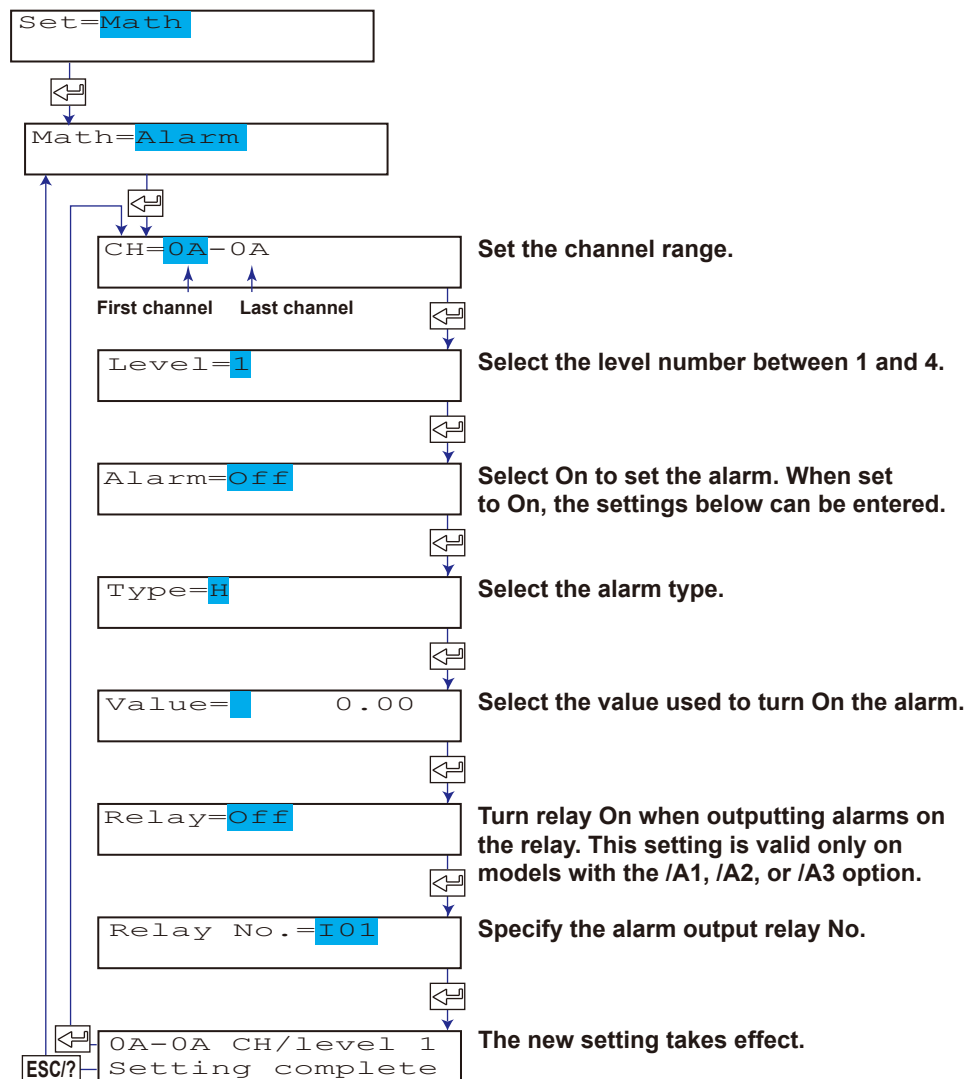 Set=Math
Math=Alarm
CH=0A-0A
Set the channel range.
First channel Last channel
Level=1
Select the level number between 1 and 4.
Alarm=Off
Select On to set the alarm. When set
to On, the settings below can be entered.
Type=H
Select the alarm type.
Value= 0.00
Select the value used to turn On the alarm.
Relay=Off
Turn relay On when outputting alarms on
the relay. This setting is valid only on
models with the /A1, /A2, or /A3 option.
Relay No.=I01
Specify the alarm output relay No.
0A-0A CH/level 1
Setting complete
The new setting takes effect.
ESC/?